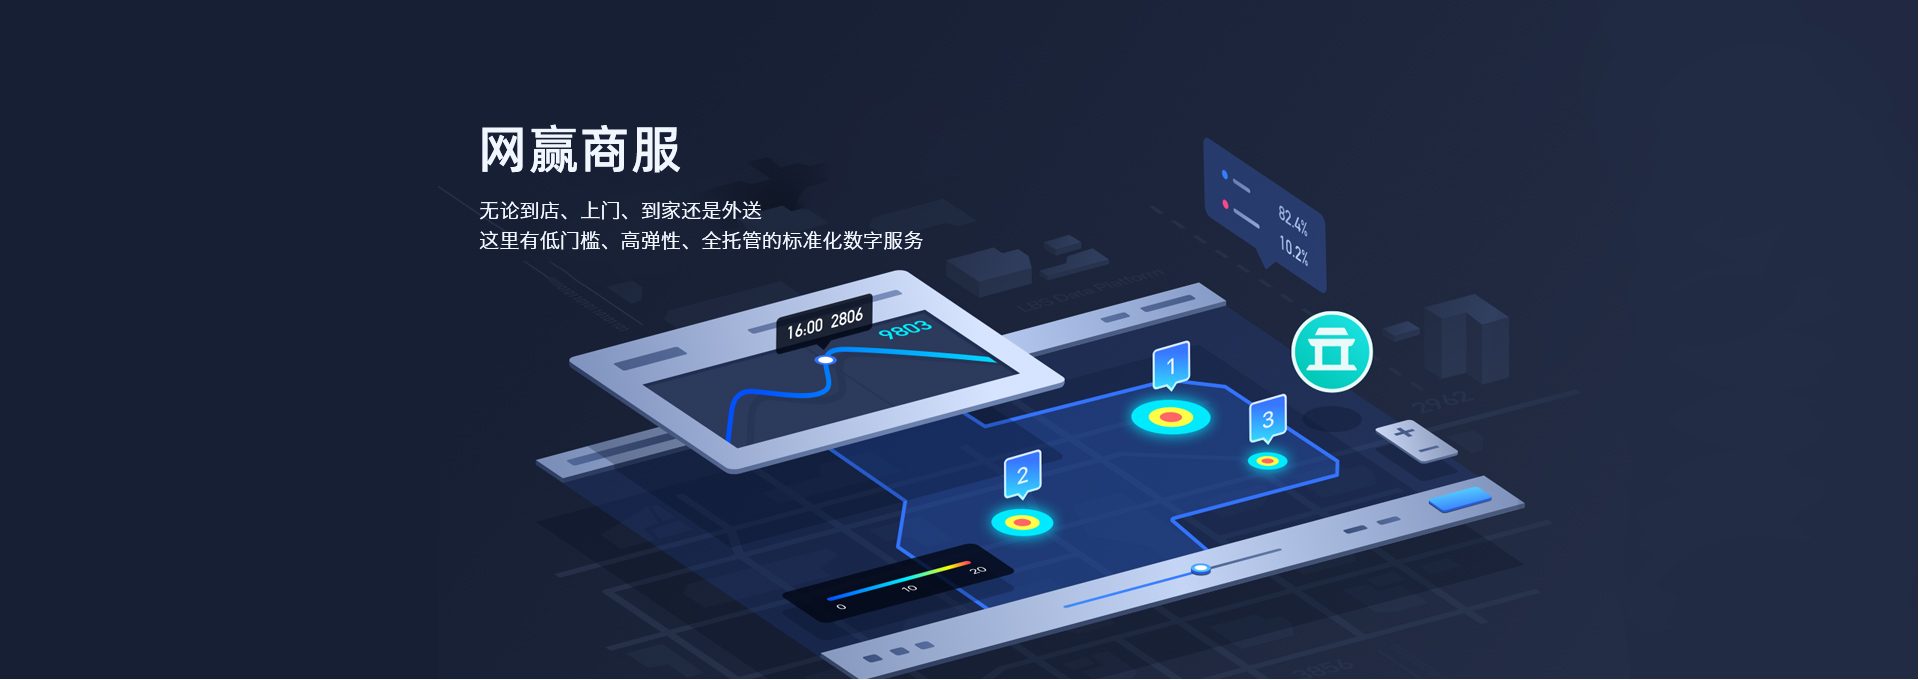 网赢商服
无论到店、上门、到家还是外送
这里有低门槛、高弹性、全托管的标准化数字服务
82.4%
10.2%
LBS Data Platform
16:00 2806
9803
1
3
2962
2
0 10 20
3656